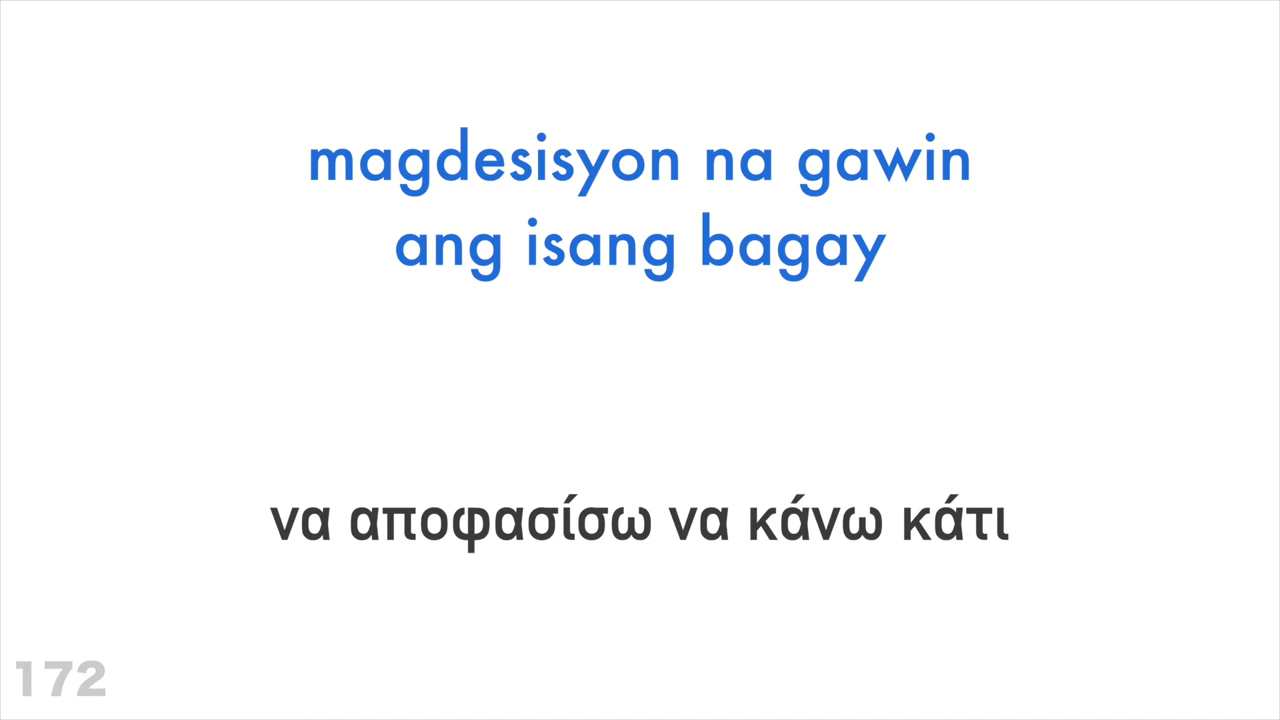 magdesisyon na gawin
ang isang bagay
να αποφασίσω να κάνω κάτι
172